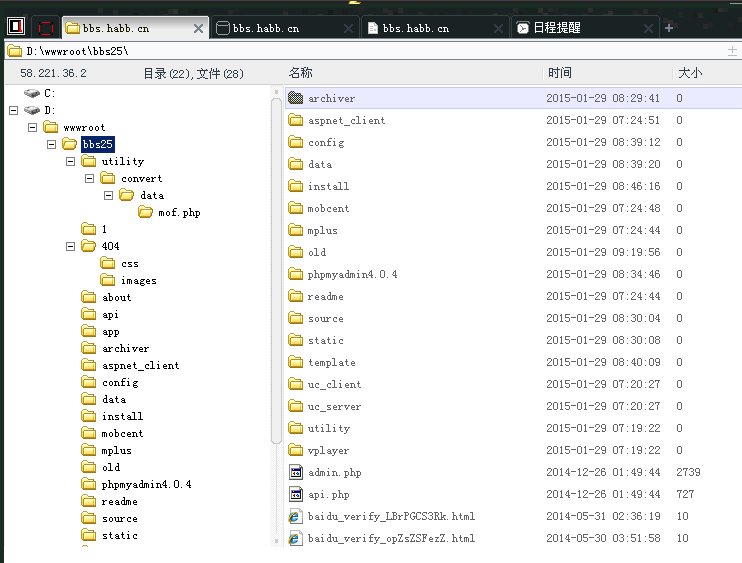 bbs.habb.cn bbs.habb.cn bbs.habb.cn 日程提醒
D:\wwwroot\bbs25\
58.221.36.2 目录(22),文件(28) 名称 时间 大小
C:
D:
wwwroot
bbs25
utility
convert
data
mof.php
1
404
css
images
about
api
app
archiver
aspnet_client
config
data
install
mobcent
mplus
old
phpmyadmin4.0.4
readme
source
static
archiver 2015-01-29 08:29:41 0
aspnet_client 2015-01-29 07:24:51 0
config 2015-01-29 08:39:12 0
data 2015-01-29 08:39:20 0
install 2015-01-29 08:46:16 0
mobcent 2015-01-29 07:24:48 0
mplus 2015-01-29 07:24:44 0
old 2015-01-29 09:19:56 0
phpmyadmin4.0.4 2015-01-29 08:34:46 0
readme 2015-01-29 07:24:44 0
source 2015-01-29 08:30:04 0
static 2015-01-29 08:30:08 0
template 2015-01-29 08:40:09 0
uc_client 2015-01-29 07:20:27 0
uc_server 2015-01-29 07:20:27 0
utility 2015-01-29 07:19:22 0
vplayer 2015-01-29 07:19:22 0
admin.php 2014-12-26 01:49:44 2739
api.php 2014-12-26 01:49:44 727
baidu_verify_LBrPGCS3Rk.html 2014-05-31 02:36:19 10
baidu_verify_opZsZSFezZ.html 2014-05-30 03:51:58 10